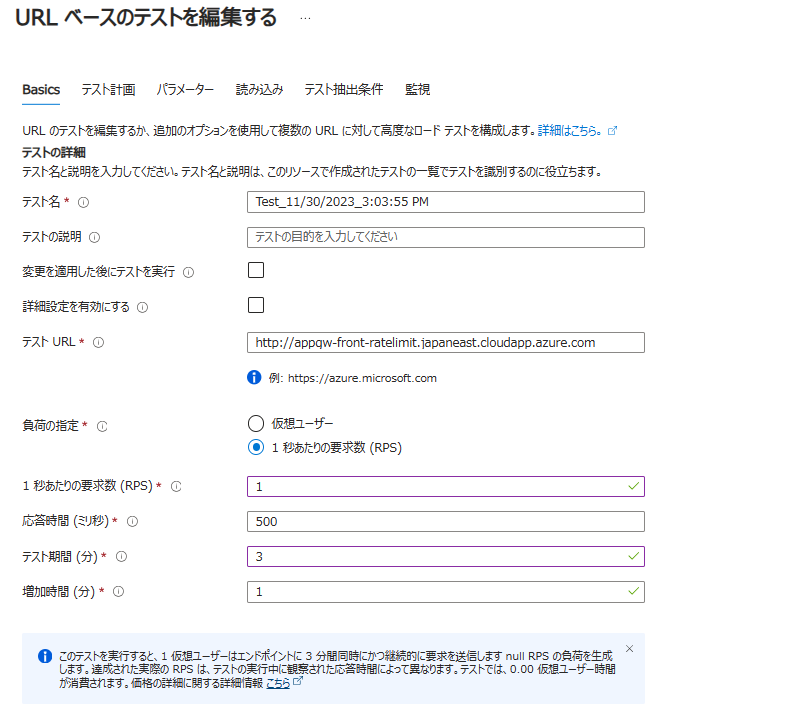 URL ベースのテストを編集する ...
Basics テスト計画 パラメーター 読み込み テスト抽出条件 監視
URL のテストを編集するか、追加のオプションを使用して複数の URL に対して高度なロード テストを構成します。詳細はこちら。
テストの詳細
テスト名と説明を入力してください。テスト名と説明は、このリソースで作成されたテストの一覧でテストを識別するのに役立ちます。
テスト名 * Test_11/30/2023_3:03:55 PM
テストの説明 テストの目的を入力してください
変更を適用した後にテストを実行
詳細設定を有効にする
テスト URL * http://appgw-front-ratelimit.japaneast.cloudapp.azure.com
例: https://azure.microsoft.com
負荷の指定 * 仮想ユーザー
1 秒あたりの要求数 (RPS)
1 秒あたりの要求数 (RPS) * 1
応答時間 (ミリ秒) * 500
テスト期間 (分) * 3
増加時間 (分) * 1
このテストを実行すると、1 仮想ユーザーはエンドポイントに 3 分間同時にかつ継続的に要求を送信します null RPS の負荷を生成
します。達成された実際の RPS は、テストの実行中に観察された応答時間によって異なります。テストでは、0.00 仮想ユーザー時間
が消費されます。価格の詳細に関する詳細情報 こちら